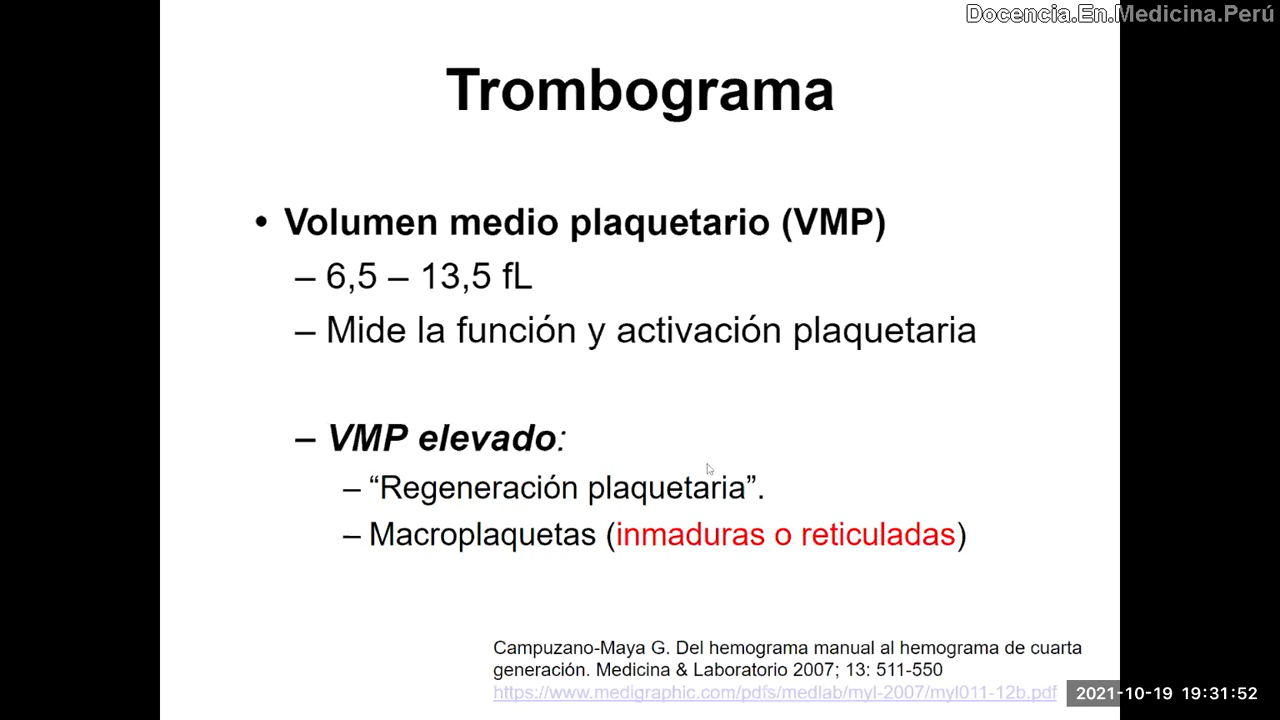 Docencia.En.Medicina.Perú
Trombograma
• Volumen medio plaquetario (VMP)
– 6,5 – 13,5 fL
– Mide la función y activación plaquetaria
– VMP elevado:
– “Regeneración plaquetaria”.
– Macroplaquetas (inmaduras o reticuladas)
Campuzano-Maya G. Del hemograma manual al hemograma de cuarta
generación. Medicina & Laboratorio 2007; 13: 511-550
https://www.medigraphic.com/pdfs/medlab/myl-2007/myl011-12b.pdf
2021-10-19 19:31:52